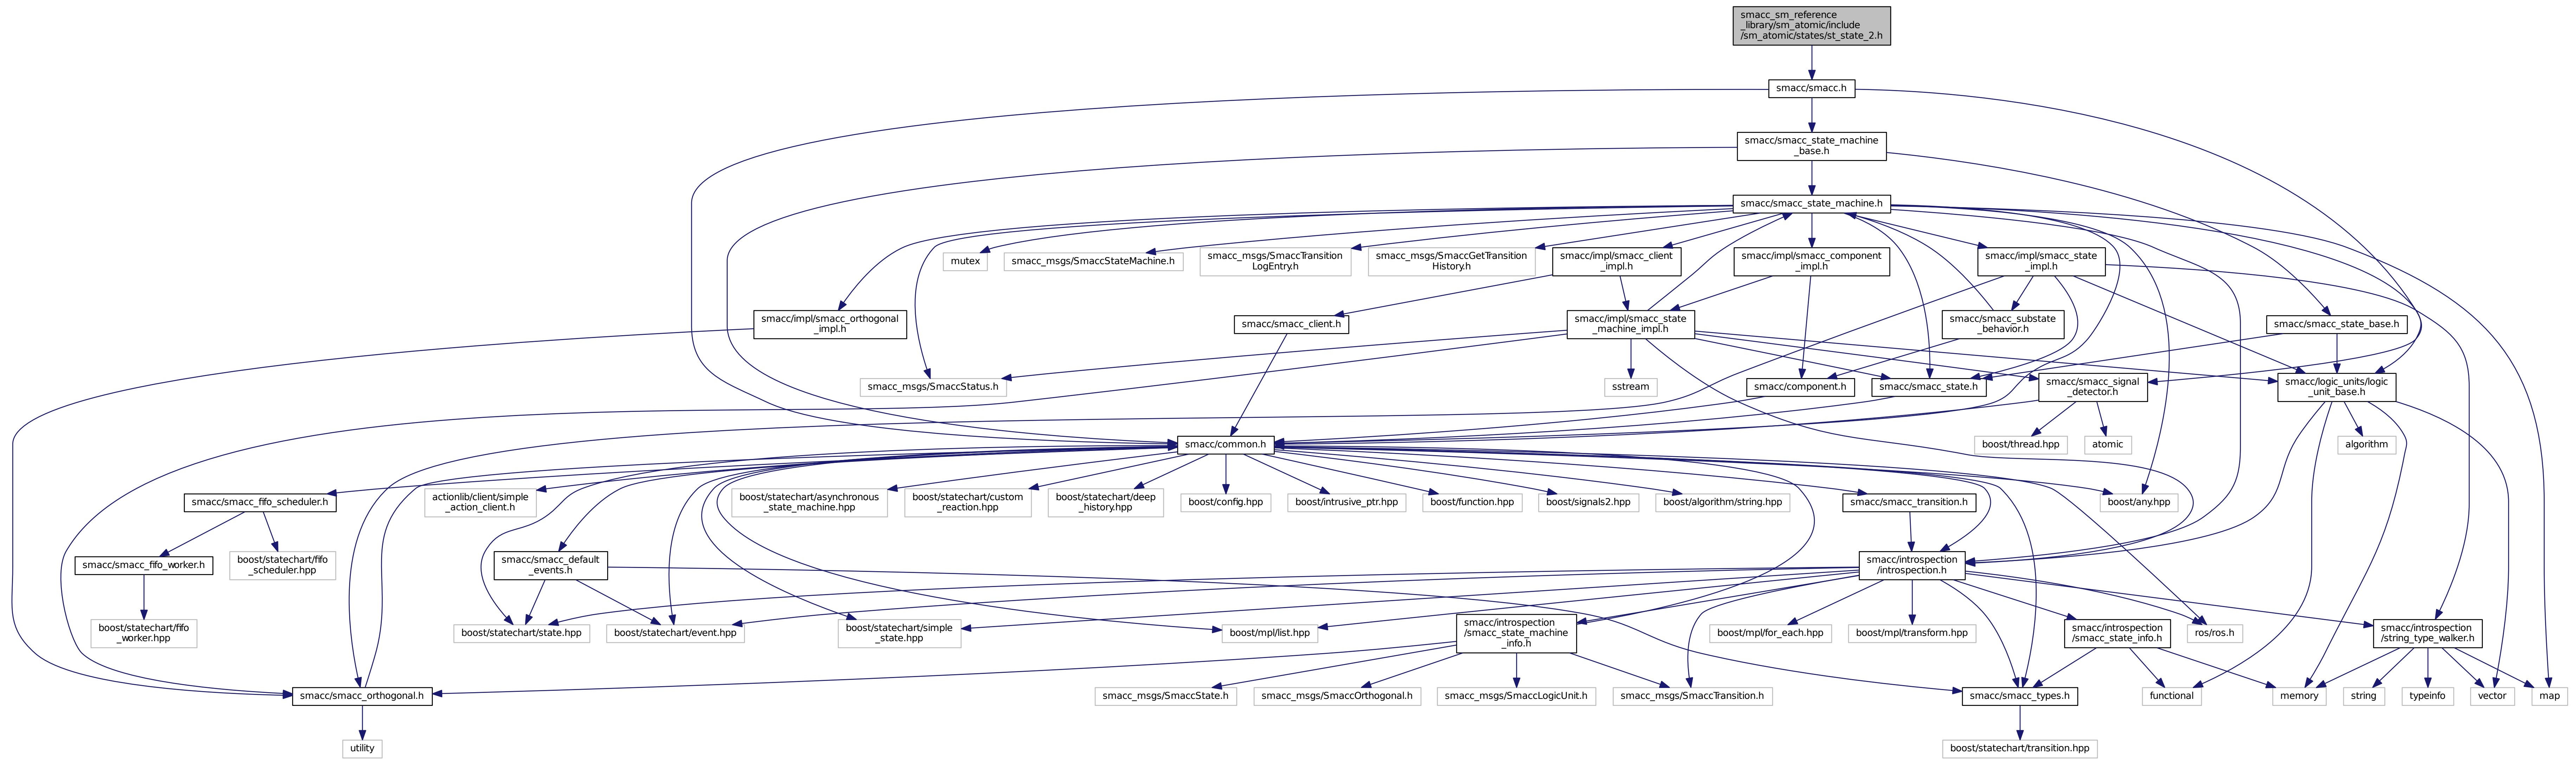 smacc_sm_reference
_library/sm_atomic/include
/sm_atomic/states/st_state_2.h
smacc/smacc.h
smacc/smacc_state_machine
_base.h
smacc/smacc_state_machine.h
mutex
smacc_msgs/SmaccStateMachine.h
smacc_msgs/SmaccTransition
LogEntry.h
smacc_msgs/SmaccGetTransition
History.h
smacc/impl/smacc_client
_impl.h
smacc/impl/smacc_component
_impl.h
smacc/impl/smacc_state
_impl.h
smacc/impl/smacc_orthogonal
_impl.h
smacc/smacc_client.h
smacc/impl/smacc_state
_machine_impl.h
smacc/smacc_substate
_behavior.h
smacc/smacc_state_base.h
smacc_msgs/SmaccStatus.h
sstream
smacc/component.h
smacc/smacc_state.h
smacc/smacc_signal
_detector.h
smacc/logic_units/logic
_unit_base.h
smacc/common.h
boost/thread.hpp
atomic
algorithm
smacc/smacc_fifo_scheduler.h
actionlib/client/simple
_action_client.h
boost/statechart/asynchronous
_state_machine.hpp
boost/statechart/custom
_reaction.hpp
boost/statechart/deep
_history.hpp
boost/config.hpp
boost/intrusive_ptr.hpp
boost/function.hpp
boost/signals2.hpp
boost/algorithm/string.hpp
smacc/smacc_transition.h
boost/any.hpp
smacc/smacc_fifo_worker.h
boost/statechart/fifo
_scheduler.hpp
smacc/smacc_default
_events.h
smacc/introspection
/introspection.h
boost/statechart/fifo
_worker.hpp
boost/statechart/state.hpp
boost/statechart/event.hpp
boost/statechart/simple
_state.hpp
boost/mpl/list.hpp
smacc/introspection
/smacc_state_machine
_info.h
boost/mpl/for_each.hpp
boost/mpl/transform.hpp
smacc/introspection
/smacc_state_info.h
ros/ros.h
smacc/introspection
/string_type_walker.h
smacc/smacc_orthogonal.h
smacc_msgs/SmaccState.h
smacc_msgs/SmaccOrthogonal.h
smacc_msgs/SmaccLogicUnit.h
smacc_msgs/SmaccTransition.h
smacc/smacc_types.h
functional
memory
string
typeinfo
vector
map
utility
boost/statechart/transition.hpp